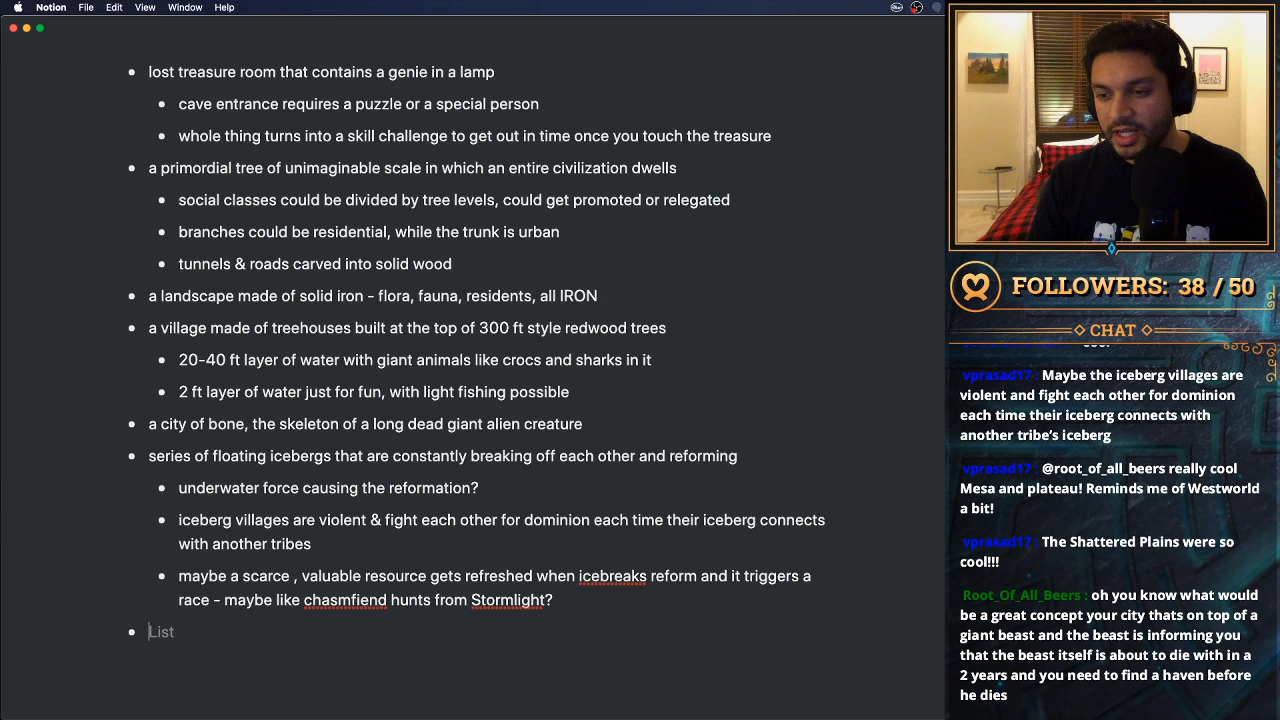 Notion File Edit View Window Help
lost treasure room that contains a genie in a lamp
cave entrance requires a puzzle or a special person
whole thing turns into a skill challenge to get out in time once you touch the treasure
a primordial tree of unimaginable scale in which an entire civilization dwells
social classes could be divided by tree levels, could get promoted or relegated
branches could be residential, while the trunk is urban
tunnels & roads carved into solid wood
a landscape made of solid iron - flora, fauna, residents, all IRON
a village made of treehouses built at the top of 300 ft style redwood trees
20-40 ft layer of water with giant animals like crocs and sharks in it
2 ft layer of water just for fun, with light fishing possible
a city of bone, the skeleton of a long dead giant alien creature
series of floating icebergs that are constantly breaking off each other and reforming
underwater force causing the reformation?
iceberg villages are violent & fight each other for dominion each time their iceberg connects
with another tribes
maybe a scarce , valuable resource gets refreshed when icebreaks reform and it triggers a
race - maybe like chasmfiend hunts from Stormlight?
List
FOLLOWERS: 38 / 50
CHAT
cool
vprasad17 : Maybe the iceberg villages are
violent and fight each other for dominion
each time their iceberg connects with
another tribe's iceberg
vprasad17 : @root_of_all_beers really cool
Mesa and plateau! Reminds me of Westworld
a bit!
vprasad17 : The Shattered Plains were so
cool!!!
Root_Of_All_Beers : oh you know what would
be a great concept your city thats on top of a
giant beast and the beast is informing you
that the beast itself is about to die with in a
2 years and you need to find a haven before
he dies